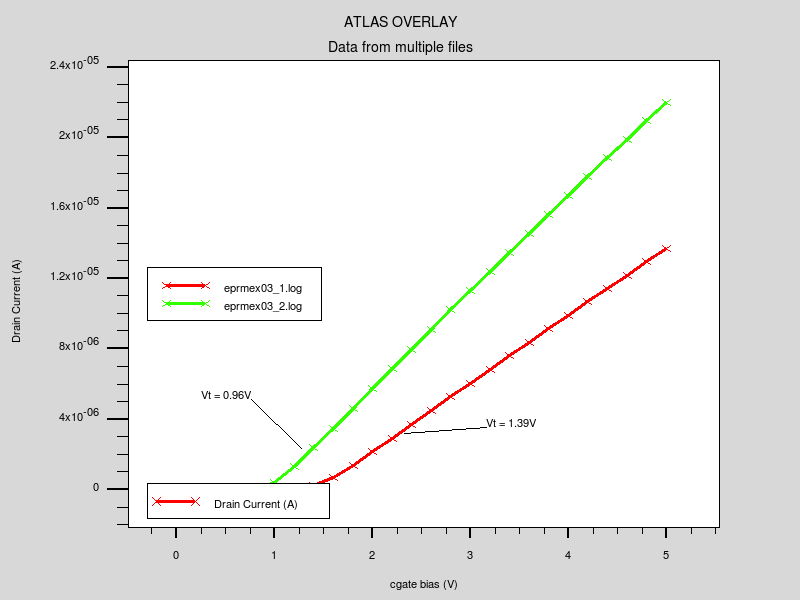 ATLAS OVERLAY
Data from multiple files
2.4x10-05
2x10-05
1.6x10-05
1.2x10-05
8x10-06
4x10-06
0
Drain Current (A)
eprmex03_1.log
eprmex03_2.log
Vt = 0.96V
Vt = 1.39V
Drain Current (A)
0 1 2 3 4 5
cgate bias (V)